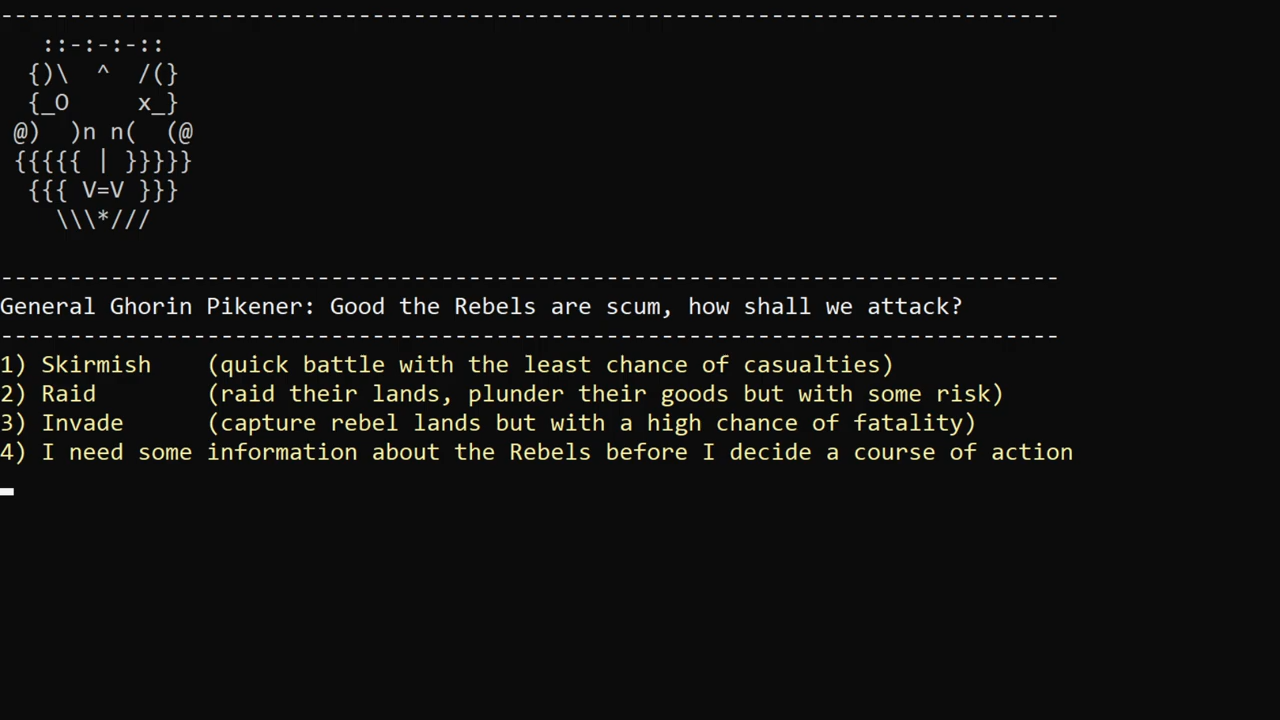 -----------------------------------------------------------------------------
   ::-:-:-::
  {)\  ^  /(}
  {_O     x_}
 @)  )n n(  (@
 {{{{{ | }}}}}
  {{{ V=V }}}
    \\\*///
-----------------------------------------------------------------------------
General Ghorin Pikener: Good the Rebels are scum, how shall we attack?
-----------------------------------------------------------------------------
1) Skirmish    (quick battle with the least chance of casualties)
2) Raid        (raid their lands, plunder their goods but with some risk)
3) Invade      (capture rebel lands but with a high chance of fatality)
4) I need some information about the Rebels before I decide a course of action